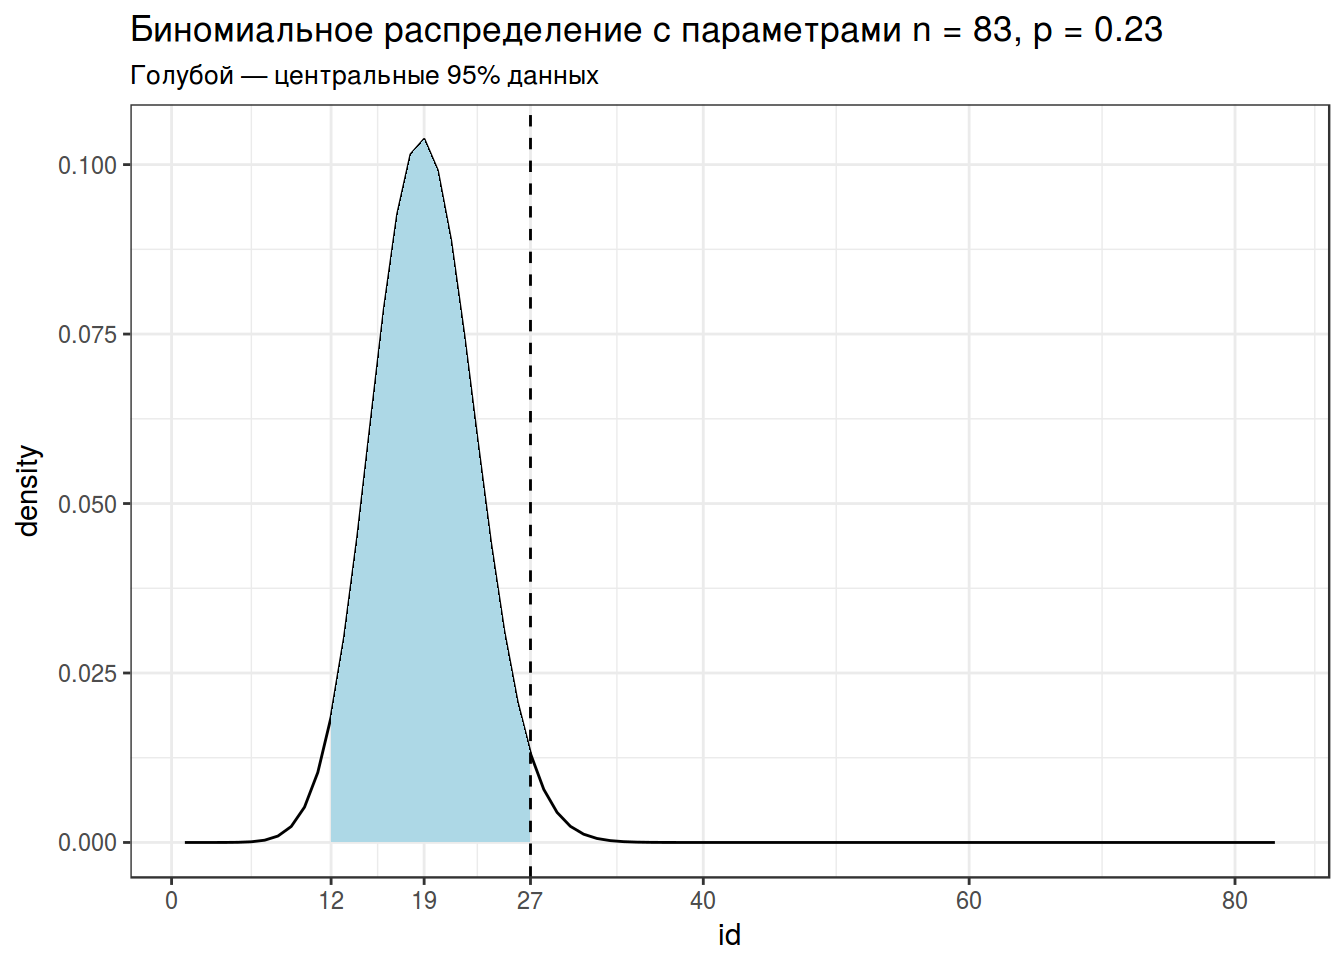 Биномиальное распределение с параметрами n = 83, p = 0.23
Голубой — центральные 95% данных
density
0.100
0.075
0.050
0.025
0.000
0 12 19 27 40 60 80
id